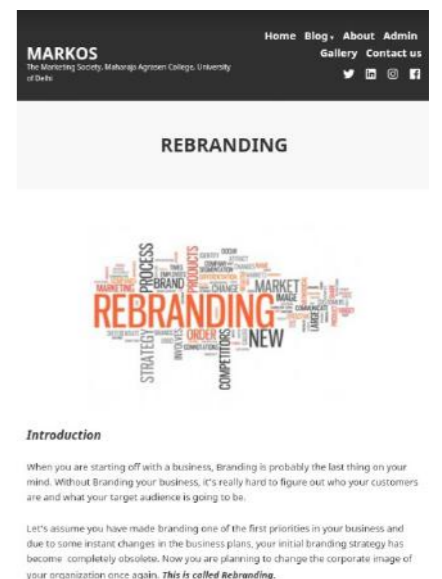 Home Blog About Admin
Gallery Contact us
MARKOS
The Marketing Society, Maharaja Agrasen College, University
of Delhi
REBRANDING
PROCESS
BRAND
PRODUCTS
MARKETING
CHANGE
MARKET
IMAGE
REBRANDING
STRATEGY
INVOLVES
ORDER
COMPETITORS
NEW
LARGE
Introduction
When you are starting off with a business, Branding is probably the last thing on your
mind. Without Branding your business, it's really hard to figure out who your customers
are and what your target audience is going to be.
Let's assume you have made branding one of the first priorities in your business and
due to some instant changes in the business plans, your initial branding strategy has
become completely obsolete. Now you are planning to change the corporate image of
your organization once again. This is called Rebranding.